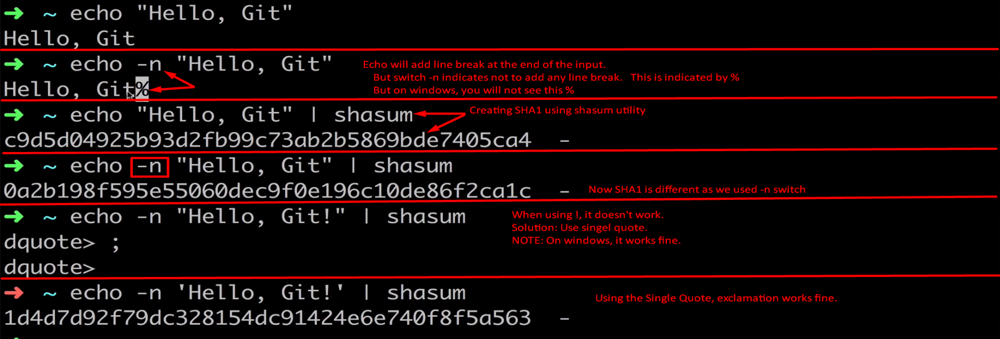 ➜ ~ echo "Hello, Git"
Hello, Git
➜ ~ echo -n "Hello, Git"
Echo will add line break at the end of the input.
But switch -n indicates not to add any line break. This is indicated by %
Hello, Git%
But on windows, you will not see this %
➜ ~ echo "Hello, Git" | shasum
Creating SHA1 using shasum utility
c9d5d04925b93d2fb99c73ab2b5869bde7405ca4 -
➜ ~ echo -n "Hello, Git" | shasum
0a2b198f595e55060dec9f0e196c10de86f2ca1c -
Now SHA1 is different as we used -n switch
➜ ~ echo -n "Hello, Git!" | shasum
When using !, it doesn't work.
Solution: Use singel quote.
NOTE: On windows, it works fine.
dquote> ;
dquote>
➜ ~ echo -n 'Hello, Git!' | shasum
Using the Single Quote, exclamation works fine.
1d4d7d92f79dc328154dc91424e6e740f8f5a563 -